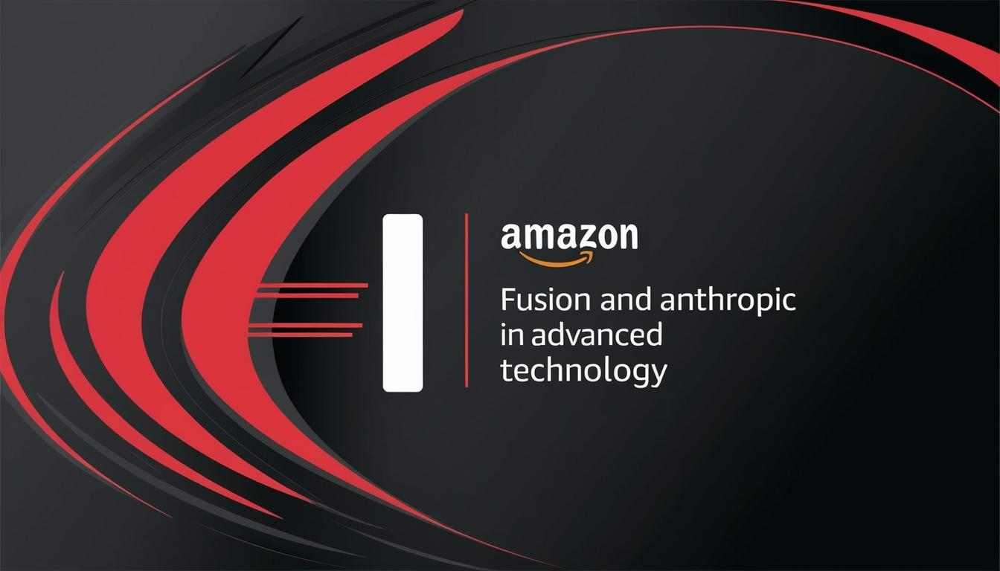 amazon
Fusion and anthropic
in advanced
technology